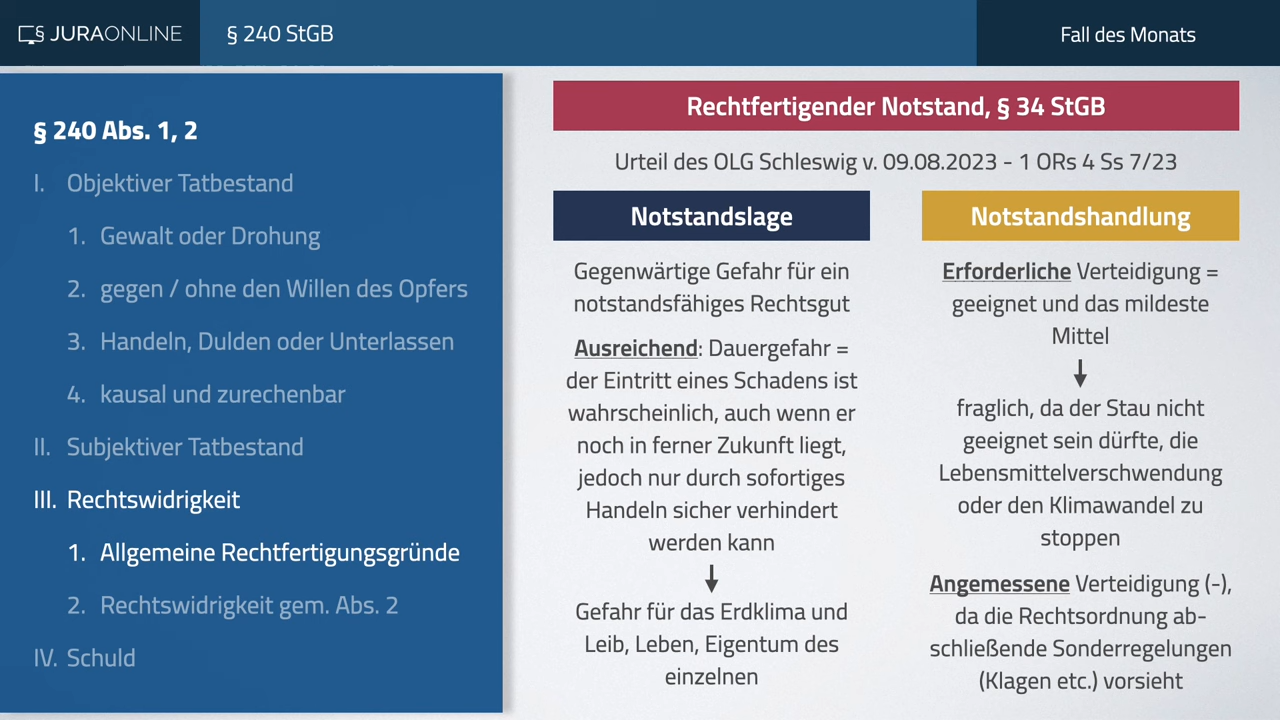 § JURAONLINE
§ 240 StGB
Fall des Monats
§ 240 Abs. 1, 2
I. Objektiver Tatbestand
1. Gewalt oder Drohung
2. gegen / ohne den Willen des Opfers
3. Handeln, Dulden oder Unterlassen
4. kausal und zurechenbar
II. Subjektiver Tatbestand
III. Rechtswidrigkeit
1. Allgemeine Rechtfertigungsgründe
2. Rechtswidrigkeit gem. Abs. 2
IV. Schuld
Rechtfertigender Notstand, § 34 StGB
Urteil des OLG Schleswig v. 09.08.2023 - 1 ORs 4 Ss 7/23
Notstandslage
Gegenwärtige Gefahr für ein
notstandsfähiges Rechtsgut
Ausreichend: Dauergefahr =
der Eintritt eines Schadens ist
wahrscheinlich, auch wenn er
noch in ferner Zukunft liegt,
jedoch nur durch sofortiges
Handeln sicher verhindert
werden kann
Gefahr für das Erdklima und
Leib, Leben, Eigentum des
einzelnen
Notstandshandlung
Erforderliche Verteidigung =
geeignet und das mildeste
Mittel
fraglich, da der Stau nicht
geeignet sein dürfte, die
Lebensmittelverschwendung
oder den Klimawandel zu
stoppen
Angemessene Verteidigung (-),
da die Rechtsordnung ab-
schließende Sonderregelungen
(Klagen etc.) vorsieht